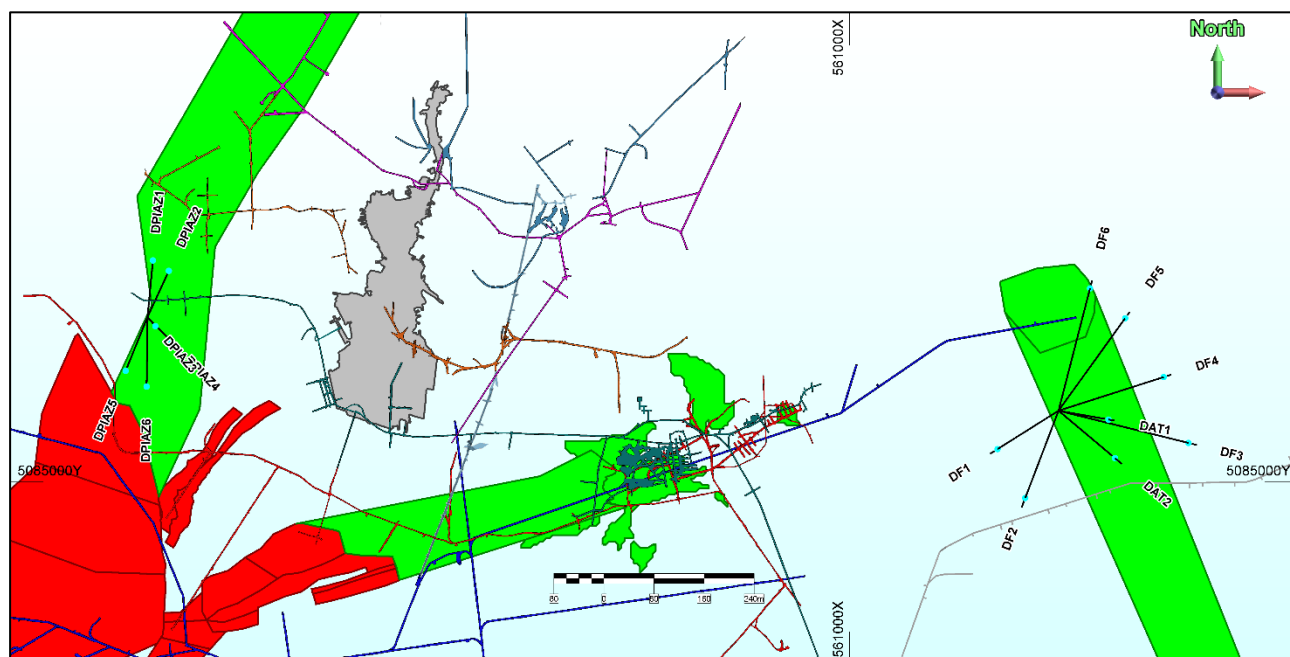 North
561000X
DPIAZ1
DPIAZ2
DPIAZ3
DPIAZ4
DPIAZ5
DPIAZ6
DF6
DF5
DF4
DAT1
DF3
DF1
DAT2
DF2
5085000Y
5085000Y
80 0 80 160 240m
561000X